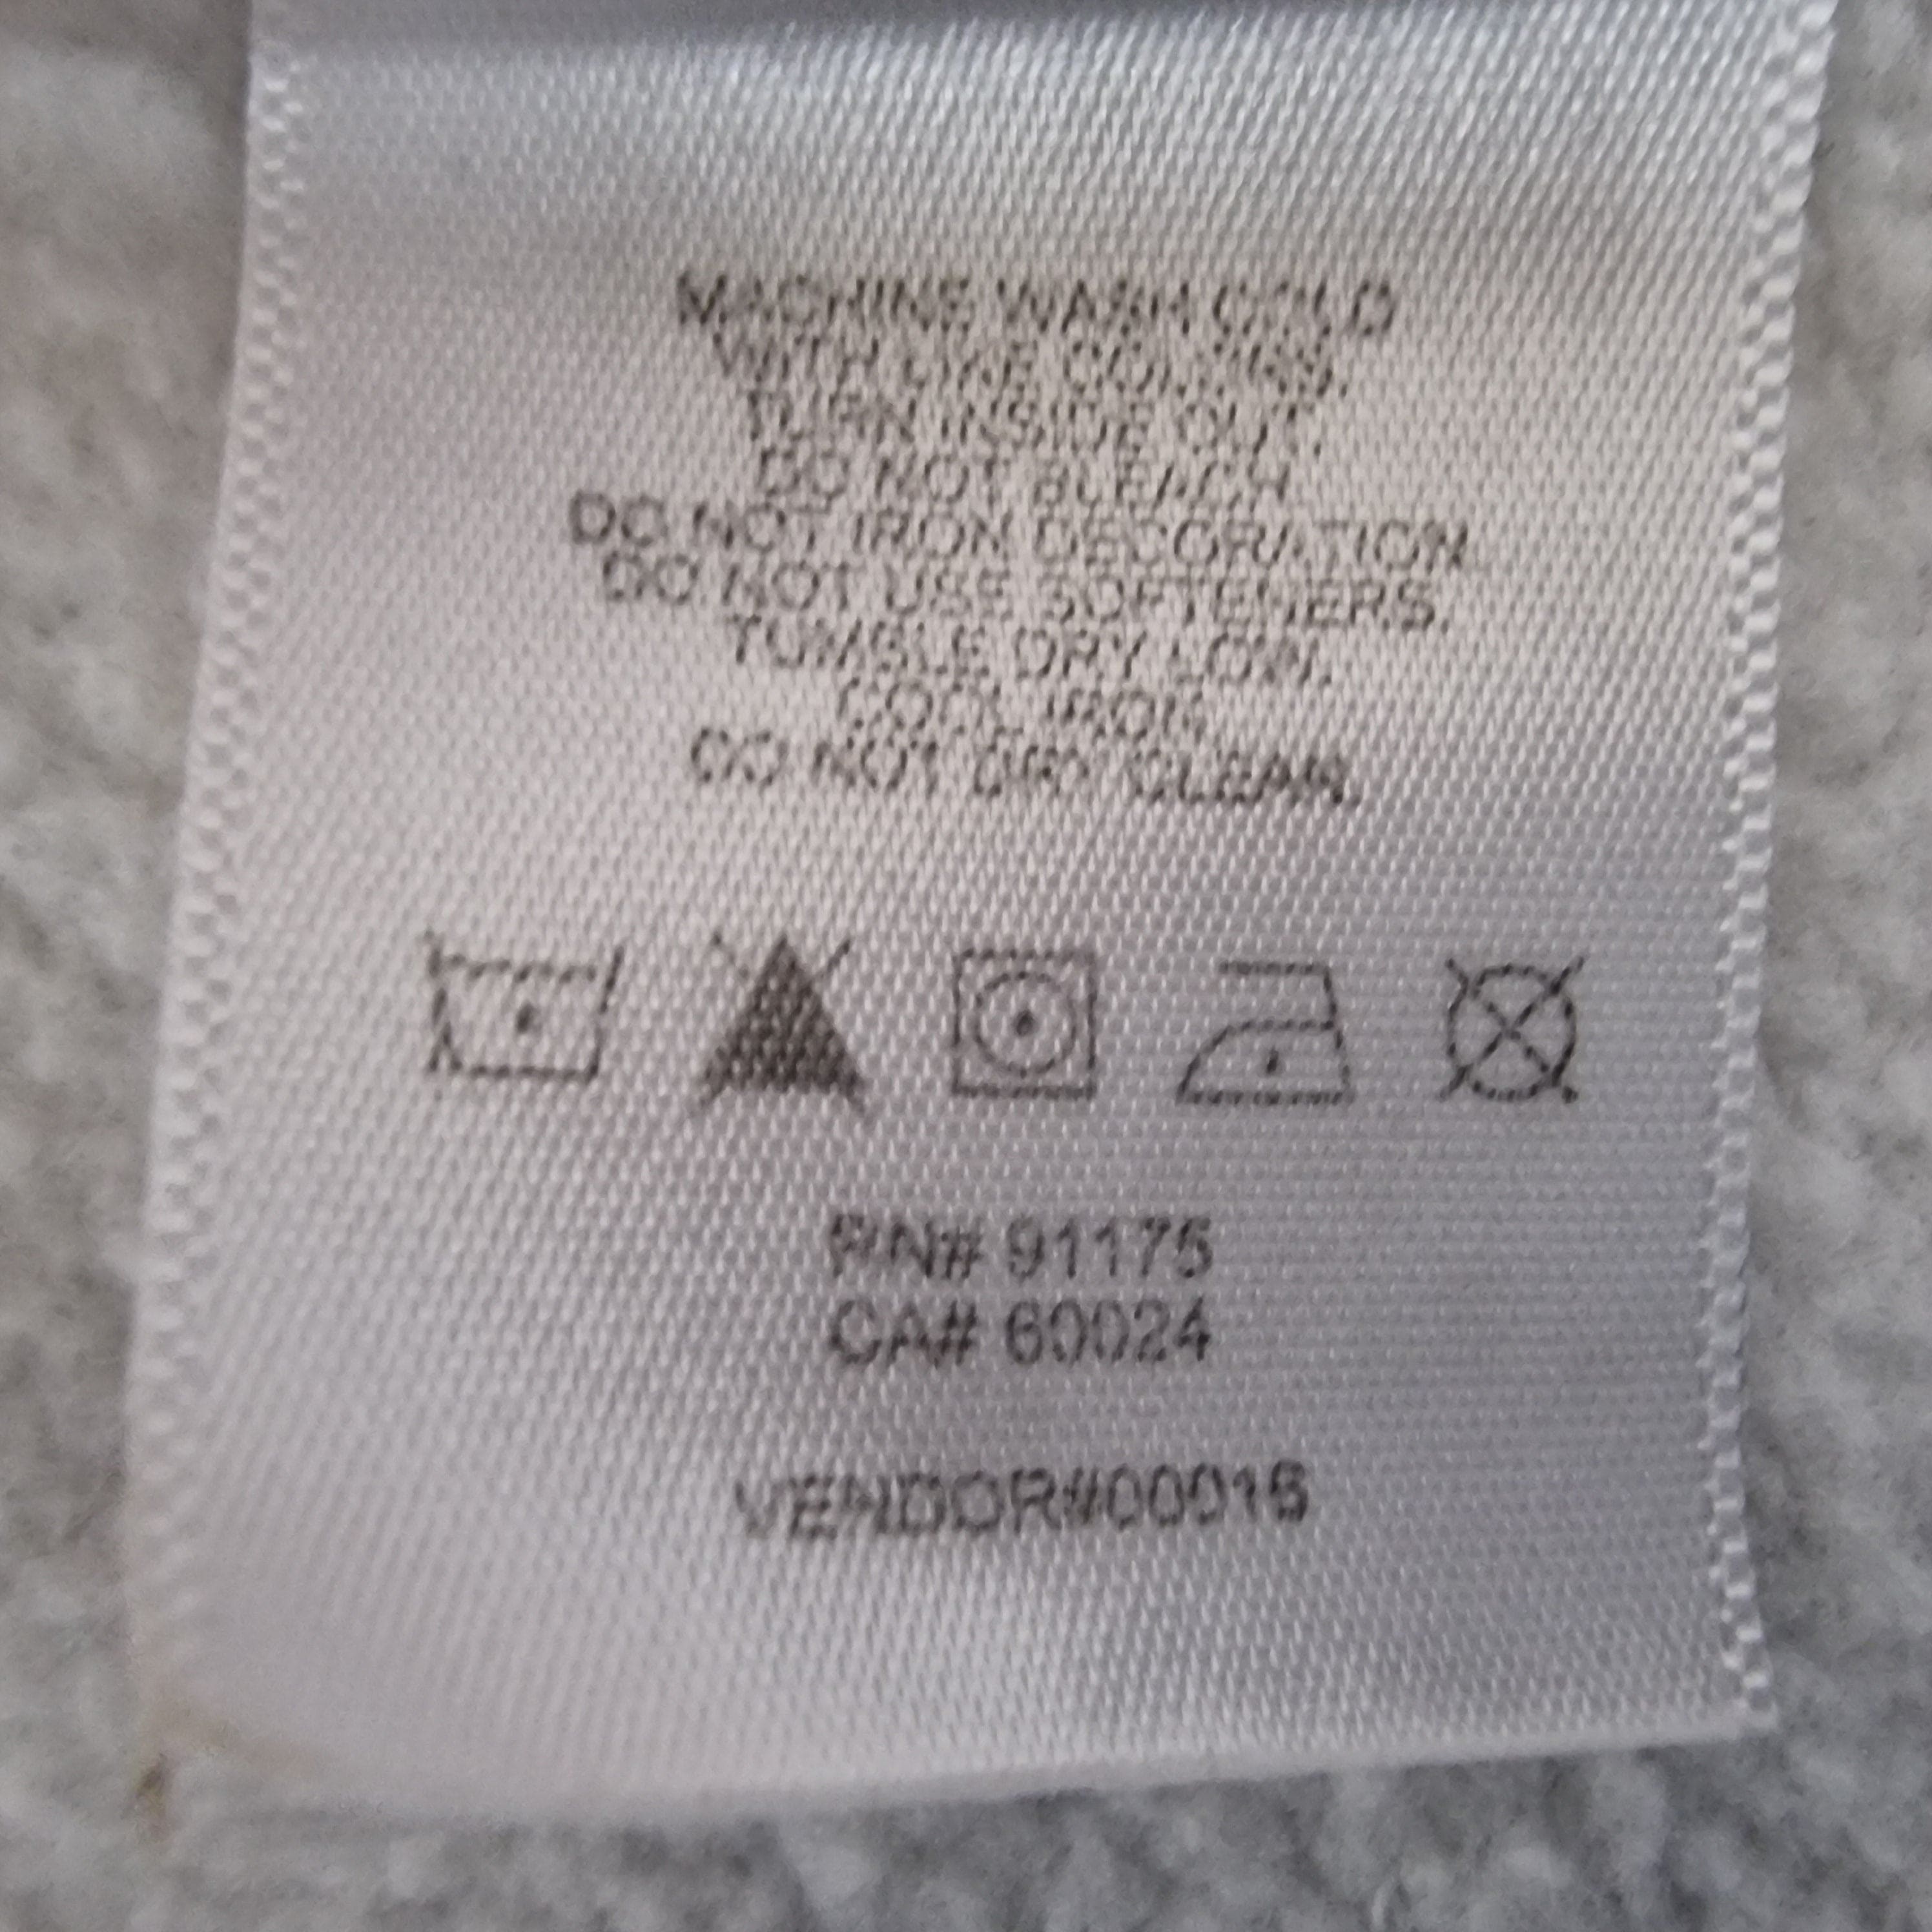 MACHINE WASH COLD
WITH LIKE COLORS.
TURN INSIDE OUT.
DO NOT BLEACH
DO NOT IRON DECORATION
DO NOT USE SOFTENERS.
TUMBLE DRY LOW.
COOL IRON
DO NOT DRY CLEAN.
RN# 91175
CA# 60024
VENDOR#00016